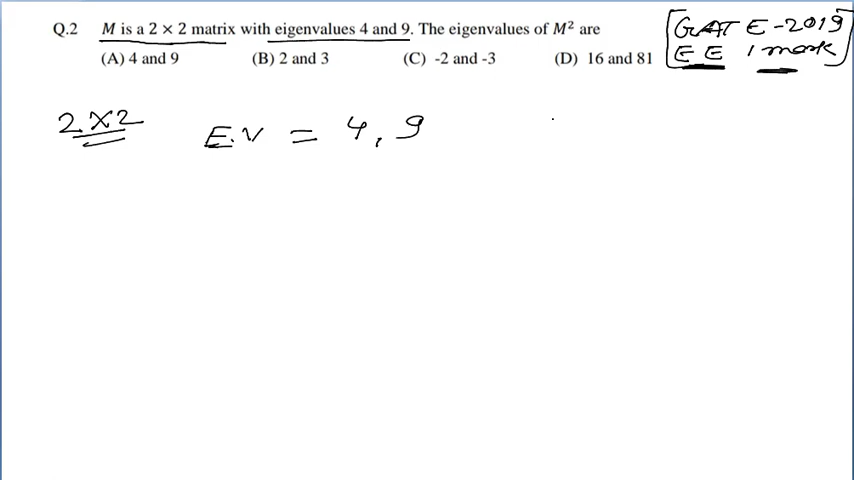 Q.2 M is a 2 × 2 matrix with eigenvalues 4 and 9. The eigenvalues of M² are
(A) 4 and 9 (B) 2 and 3 (C) -2 and -3 (D) 16 and 81
GATE-2019
EE 1 mark
2×2 E.V = 4, 9